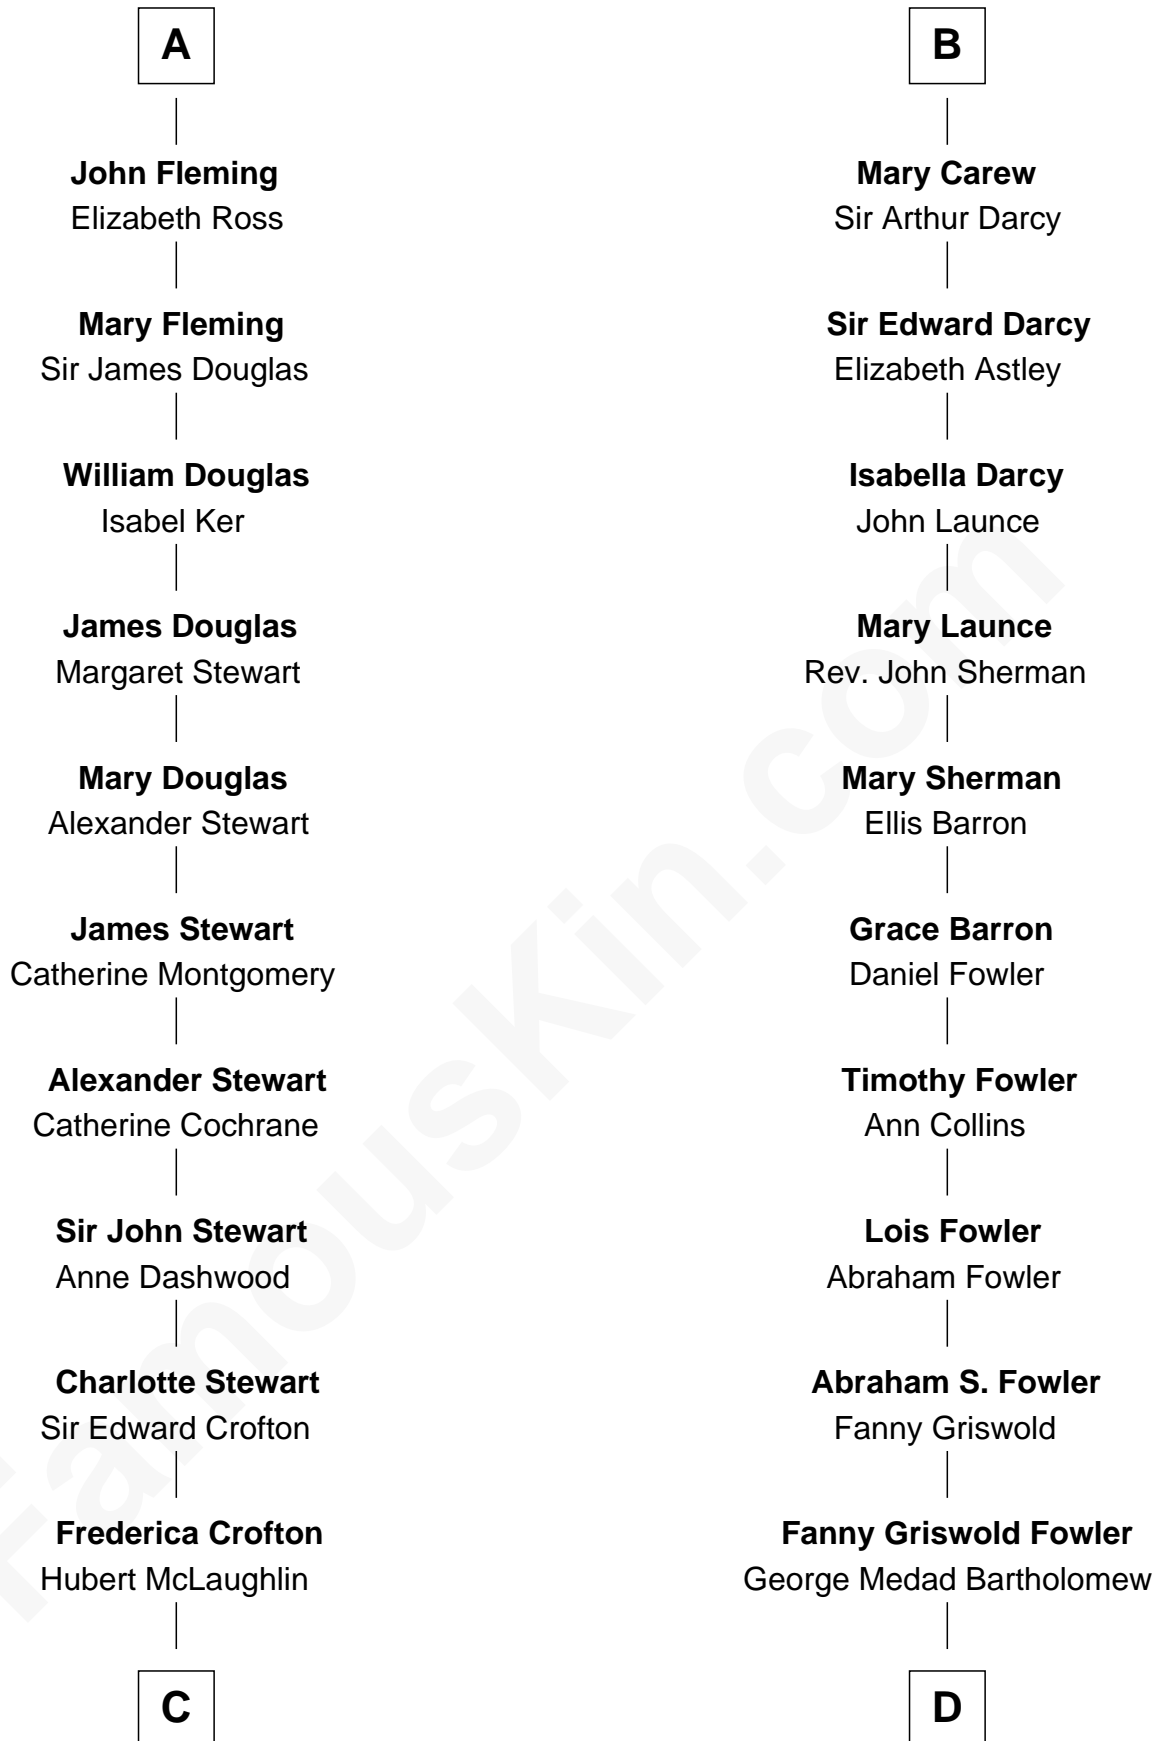 A
John Fleming
Elizabeth Ross
Mary Fleming
Sir James Douglas
William Douglas
Isabel Ker
James Douglas
Margaret Stewart
Mary Douglas
Alexander Stewart
James Stewart
Catherine Montgomery
Alexander Stewart
Catherine Cochrane
Sir John Stewart
Anne Dashwood
Charlotte Stewart
Sir Edward Crofton
Frederica Crofton
Hubert McLaughlin
C
B
Mary Carew
Sir Arthur Darcy
Sir Edward Darcy
Elizabeth Astley
Isabella Darcy
John Launce
Mary Launce
Rev. John Sherman
Mary Sherman
Ellis Barron
Grace Barron
Daniel Fowler
Timothy Fowler
Ann Collins
Lois Fowler
Abraham Fowler
Abraham S. Fowler
Fanny Griswold
Fanny Griswold Fowler
George Medad Bartholomew
D
FamousKin.com